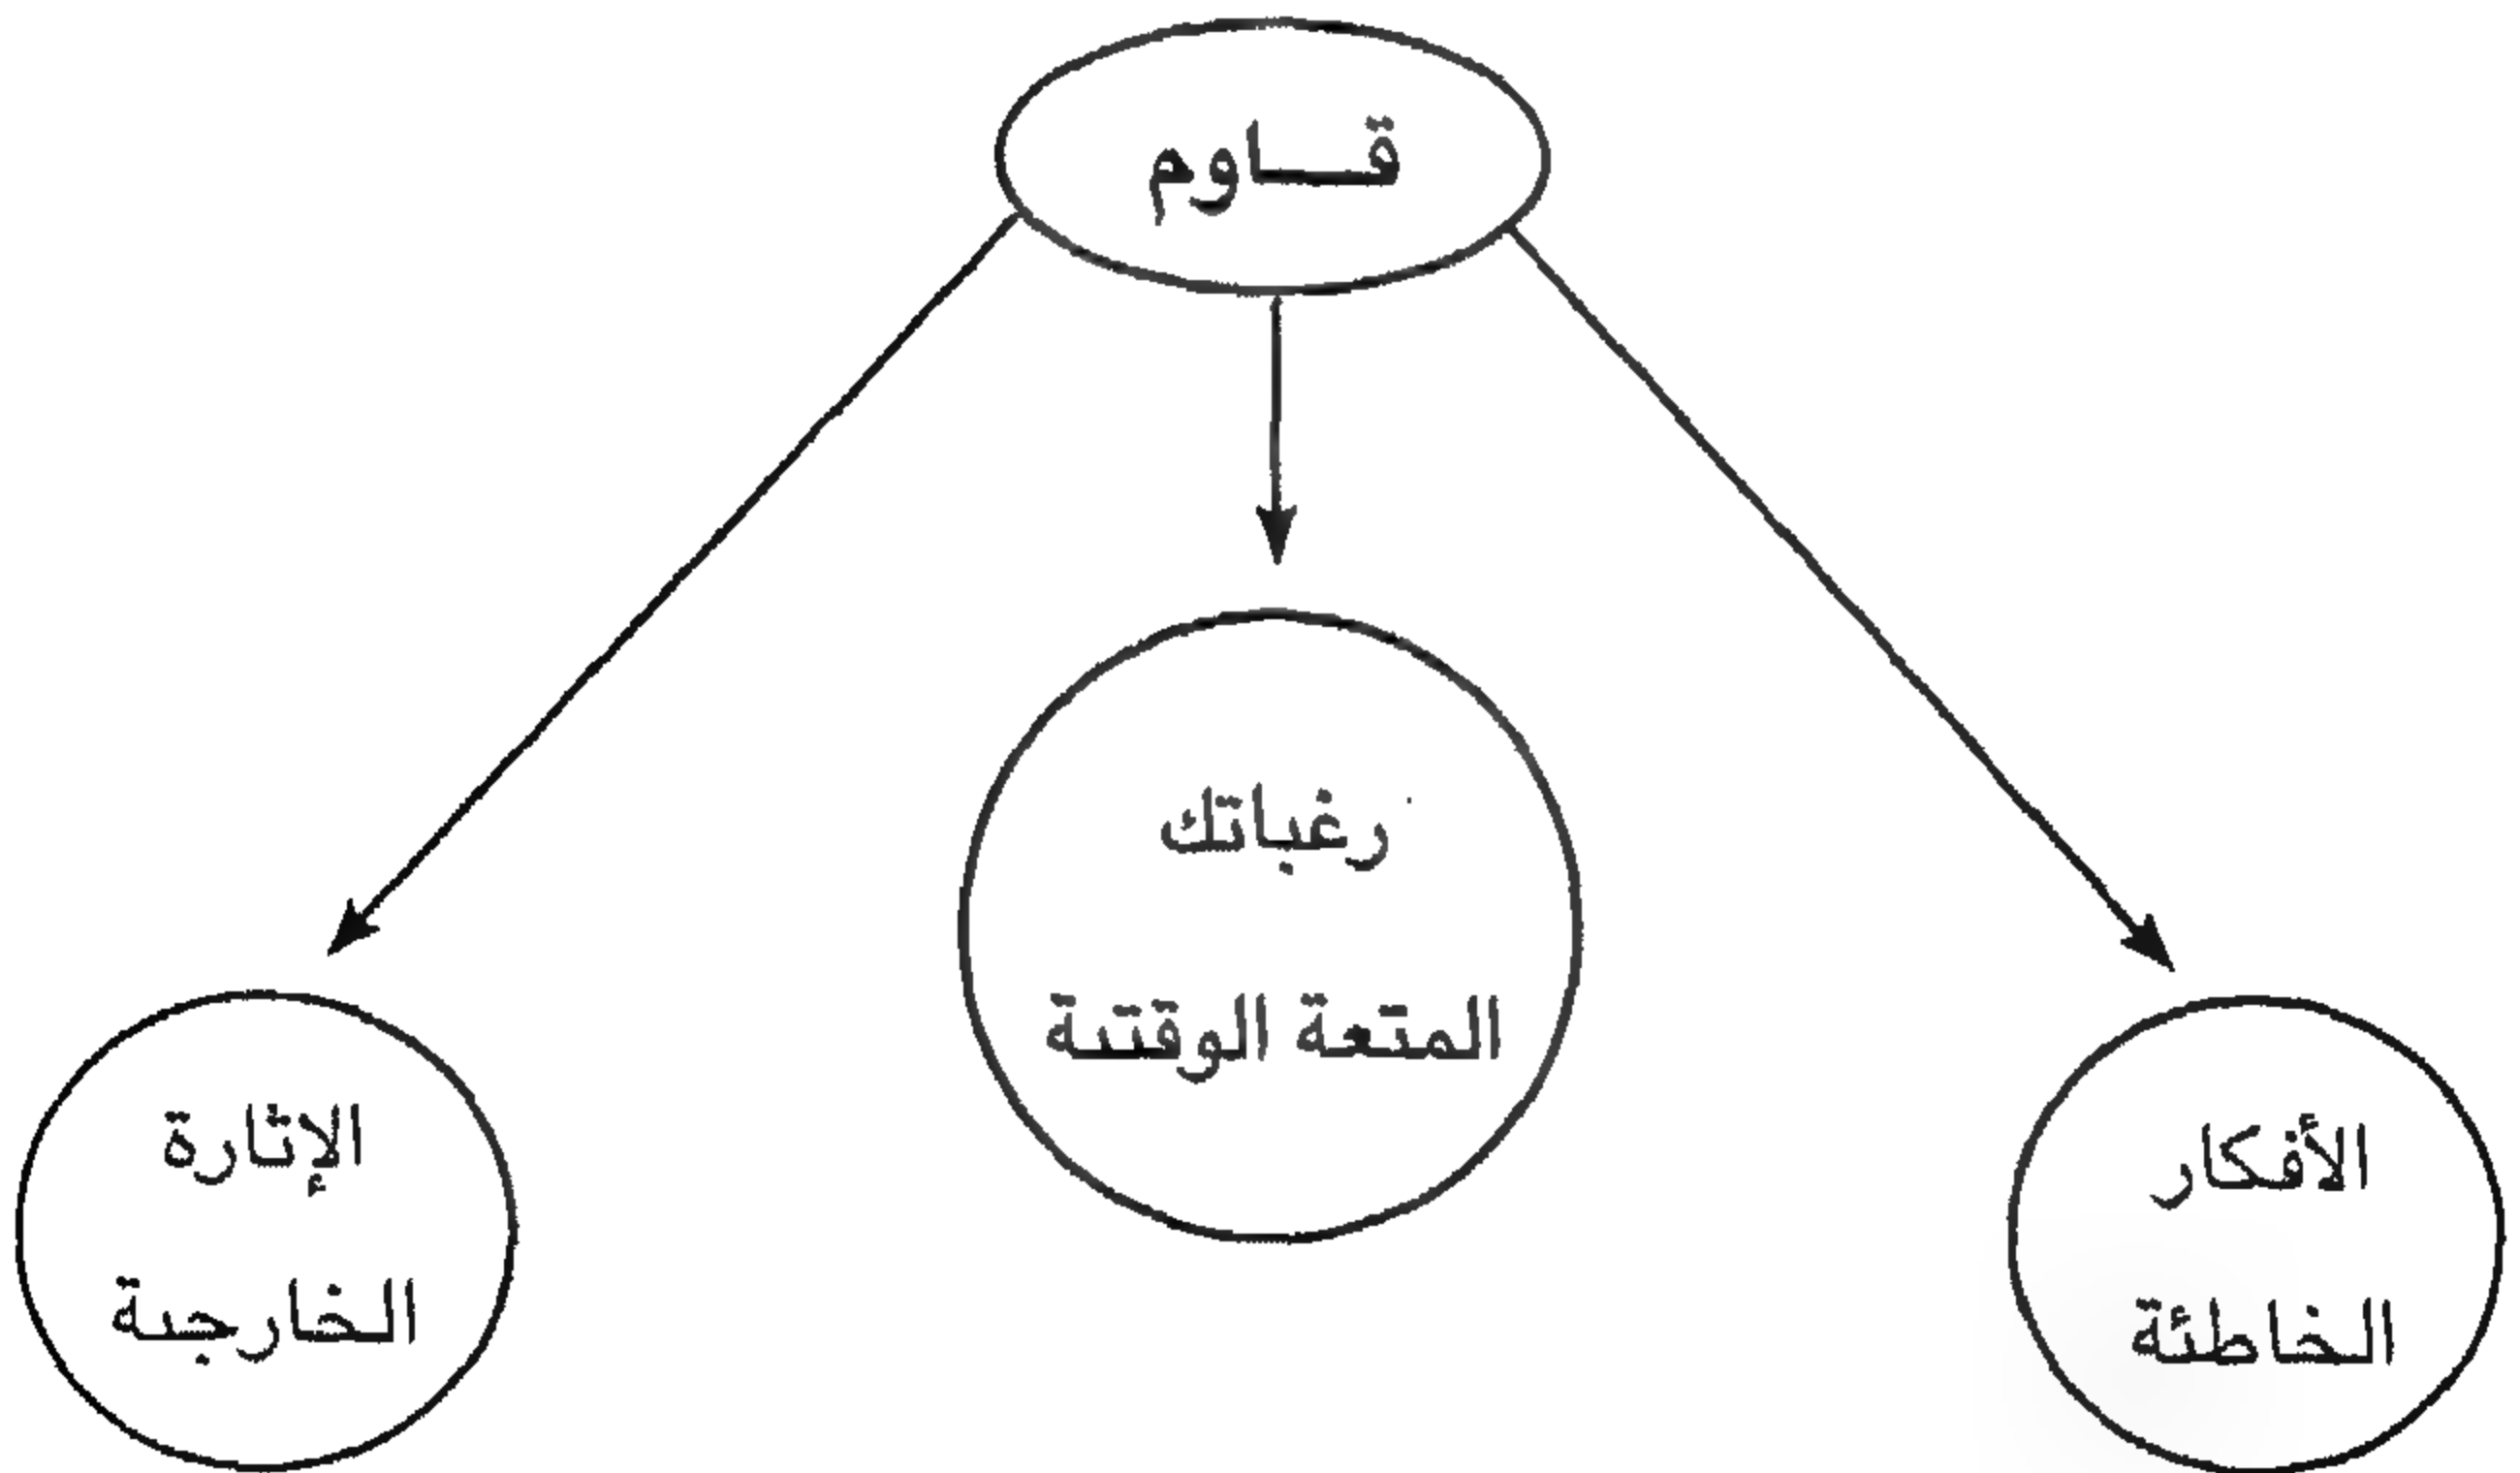 قـــاوم
رغباتك
المتعة الوقتية
الأفكار
الخاطئة
الإثارة
الخارجية